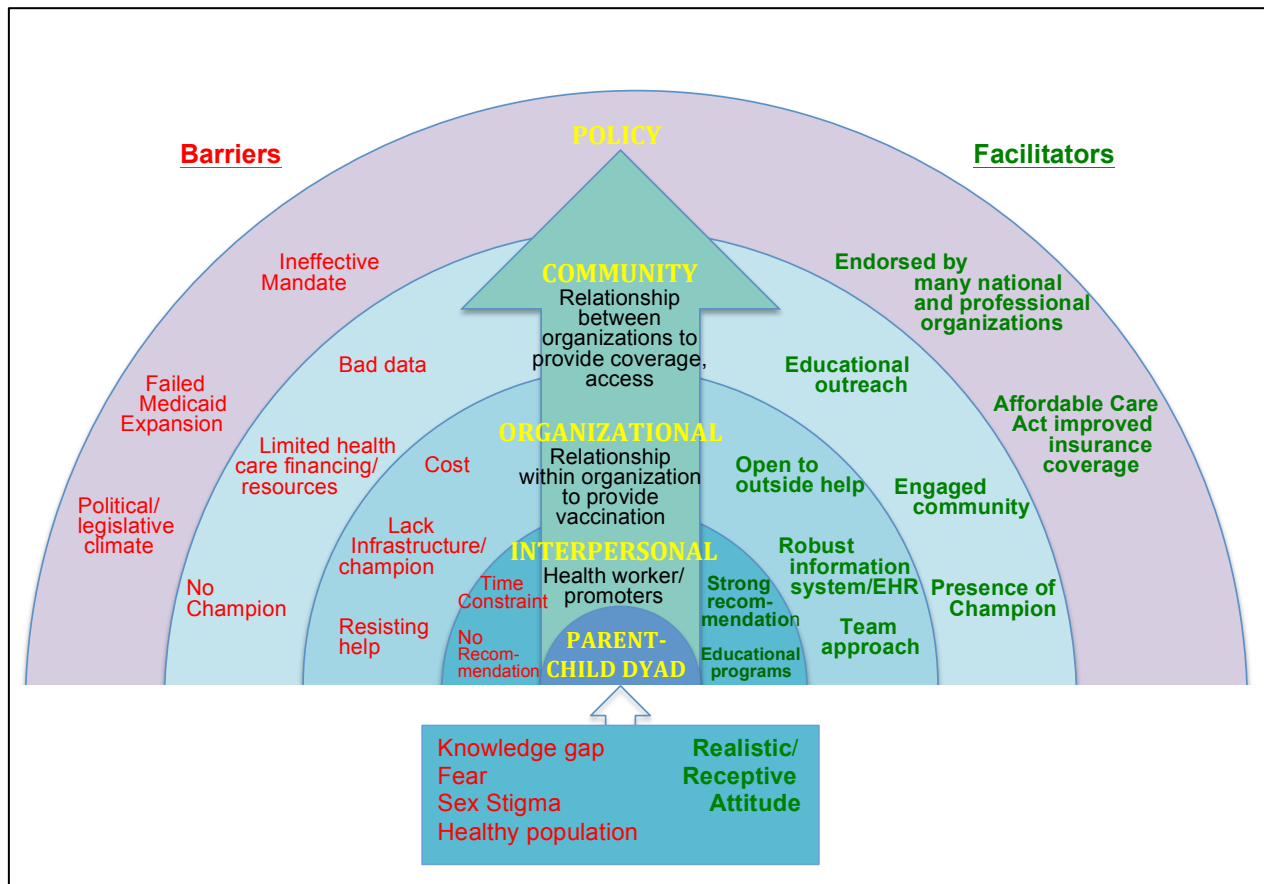 POLICY
Barriers
Facilitators
Ineffective
Mandate
Failed
Medicaid
Expansion
Political/
legislative
climate
Endorsed by
many national
and professional
organizations
Affordable Care
Act improved
insurance
coverage
COMMUNITY
Relationship
between
organizations to
provide coverage,
access
Bad data
Limited health
care financing/
resources
No
Champion
Educational
outreach
Engaged
community
Presence of
Champion
ORGANIZATIONAL
Relationship
within organization
to provide
vaccination
Cost
Lack
Infrastructure/
champion
Resisting
help
Open to
outside help
Robust
information
system/EHR
Team
approach
INTERPERSONAL
Health worker/
promoters
Time
Constraint
No
Recom-
mendation
Strong
recom-
mendation
Educational
programs
PARENT-
CHILD DYAD
Knowledge gap
Fear
Sex Stigma
Healthy population
Realistic/
Receptive
Attitude